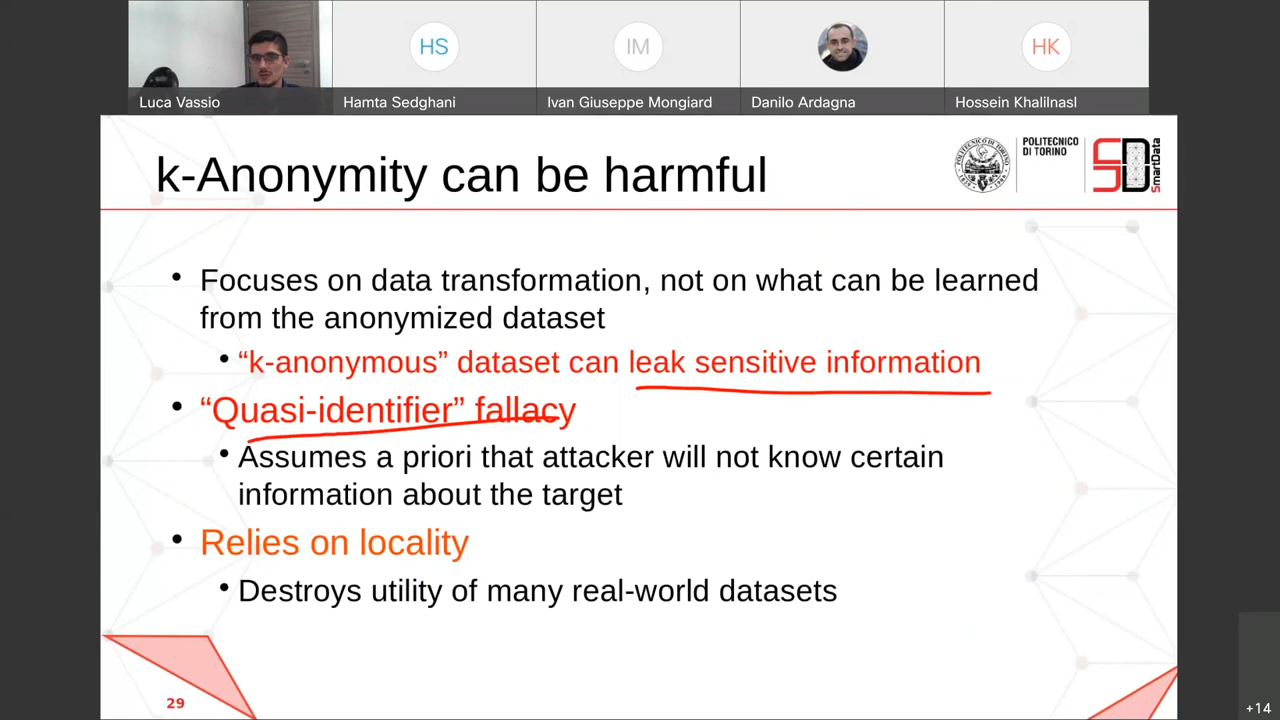 HS
IM
HK
Luca Vassio
Hamta Sedghani
Ivan Giuseppe Mongiard
Danilo Ardagna
Hossein Khalilnasl
k-Anonymity can be harmful
POLITECNICO
DI TORINO
SD
SmartData
• Focuses on data transformation, not on what can be learned
from the anonymized dataset
• “k-anonymous” dataset can leak sensitive information
• “Quasi-identifier” fallacy
• Assumes a priori that attacker will not know certain
information about the target
• Relies on locality
• Destroys utility of many real-world datasets
29
+14